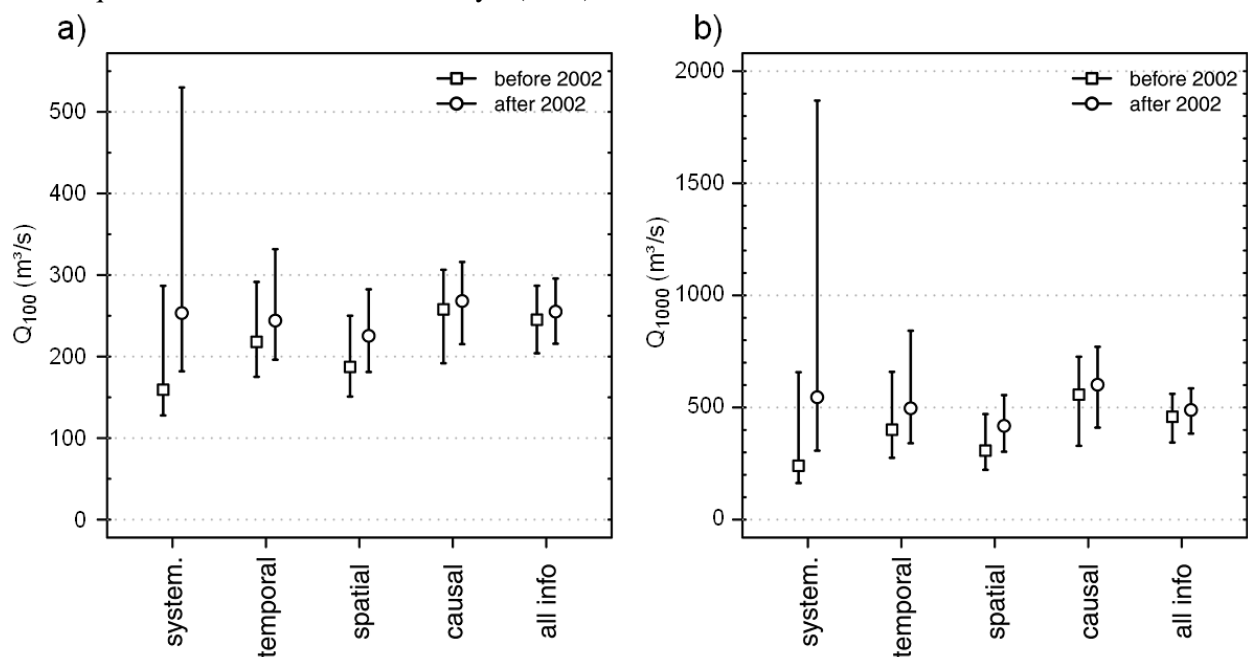 a)
before 2002
after 2002
500
400
300
200
100
0
Q100 (m³/s)
system.
temporal
spatial
causal
all info
b)
before 2002
after 2002
2000
1500
1000
500
0
Q1000 (m³/s)
system.
temporal
spatial
causal
all info